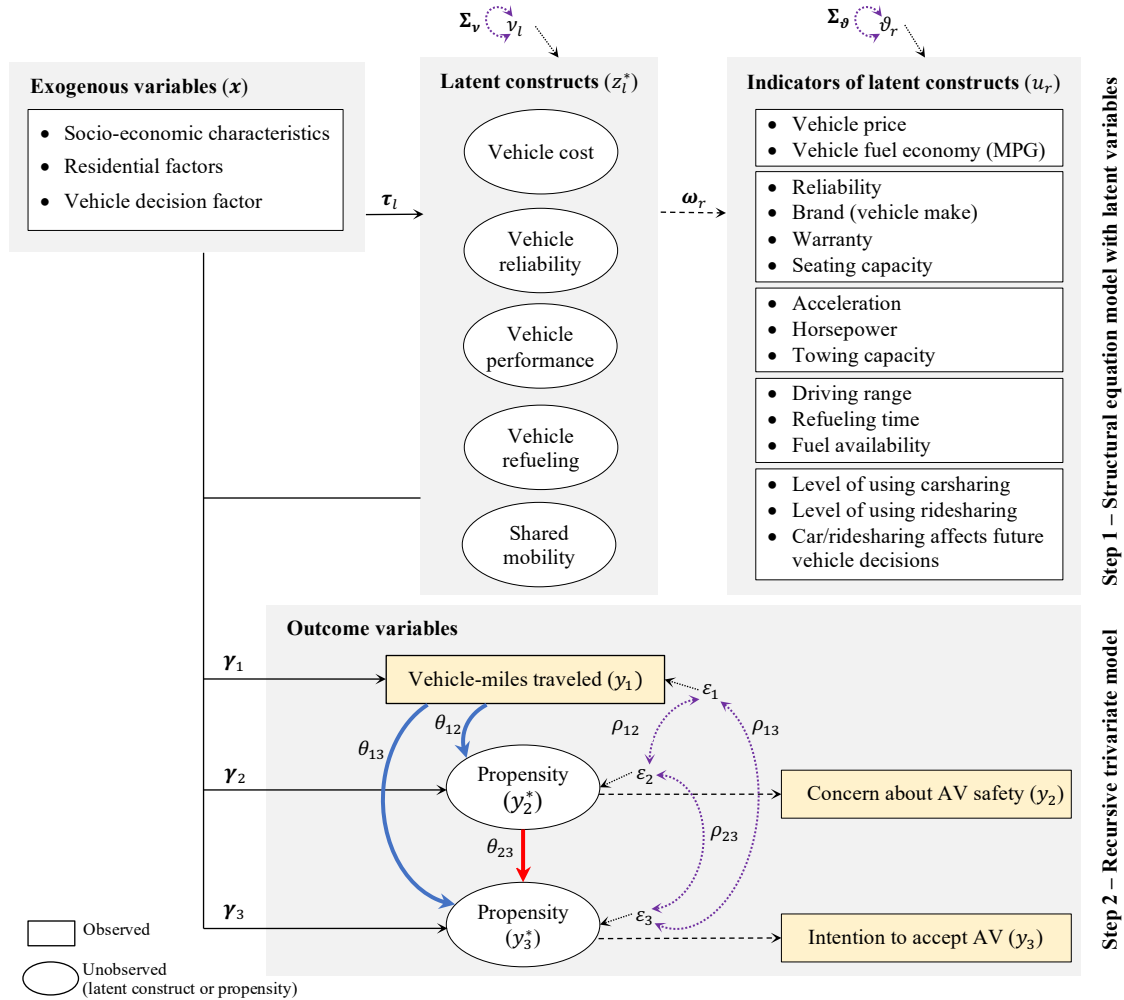 Σ_ν
ν_l
Σ_ϑ
ϑ_r
Exogenous variables (x)
• Socio-economic characteristics
• Residential factors
• Vehicle decision factor
τ_l
Latent constructs (z_l^*)
Vehicle cost
Vehicle
reliability
Vehicle
performance
Vehicle
refueling
Shared
mobility
ω_r
Indicators of latent constructs (u_r)
• Vehicle price
• Vehicle fuel economy (MPG)
• Reliability
• Brand (vehicle make)
• Warranty
• Seating capacity
• Acceleration
• Horsepower
• Towing capacity
• Driving range
• Refueling time
• Fuel availability
• Level of using carsharing
• Level of using ridesharing
• Car/ridesharing affects future
vehicle decisions
Step 1 – Structural equation model with latent variables
Outcome variables
γ_1
Vehicle-miles traveled (y_1)
ε_1
θ_12
θ_13
ρ_12
ρ_13
γ_2
Propensity
(y_2^*)
ε_2
Concern about AV safety (y_2)
θ_23
ρ_23
γ_3
Propensity
(y_3^*)
ε_3
Intention to accept AV (y_3)
Step 2 – Recursive trivariate model
Observed
Unobserved
(latent construct or propensity)